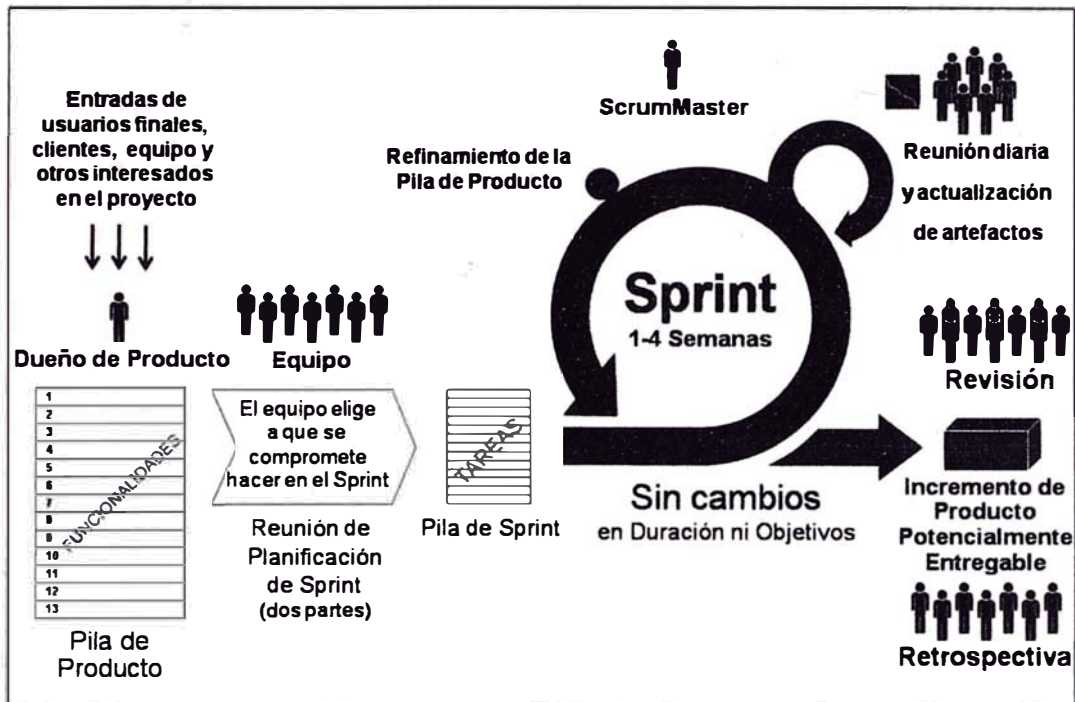 Entradas de
usuarios finales,
clientes, equipo y
otros interesados
en el proyecto
Dueño de Producto
1
2
3
4
5
6
7
8
9
10
11
12
13
FUNCIONALIDADES
Pila de
Producto
Equipo
El equipo elige
a que se
compromete
hacer en el Sprint
Reunión de
Planificación
de Sprint
(dos partes)
TAREAS
Pila de Sprint
Refinamiento de la
Pila de Producto
ScrumMaster
Sprint
1-4 Semanas
Sin cambios
en Duración ni Objetivos
Reunión diaria
y actualización
de artefactos
Revisión
Incremento de
Producto
Potencialmente
Entregable
Retrospectiva